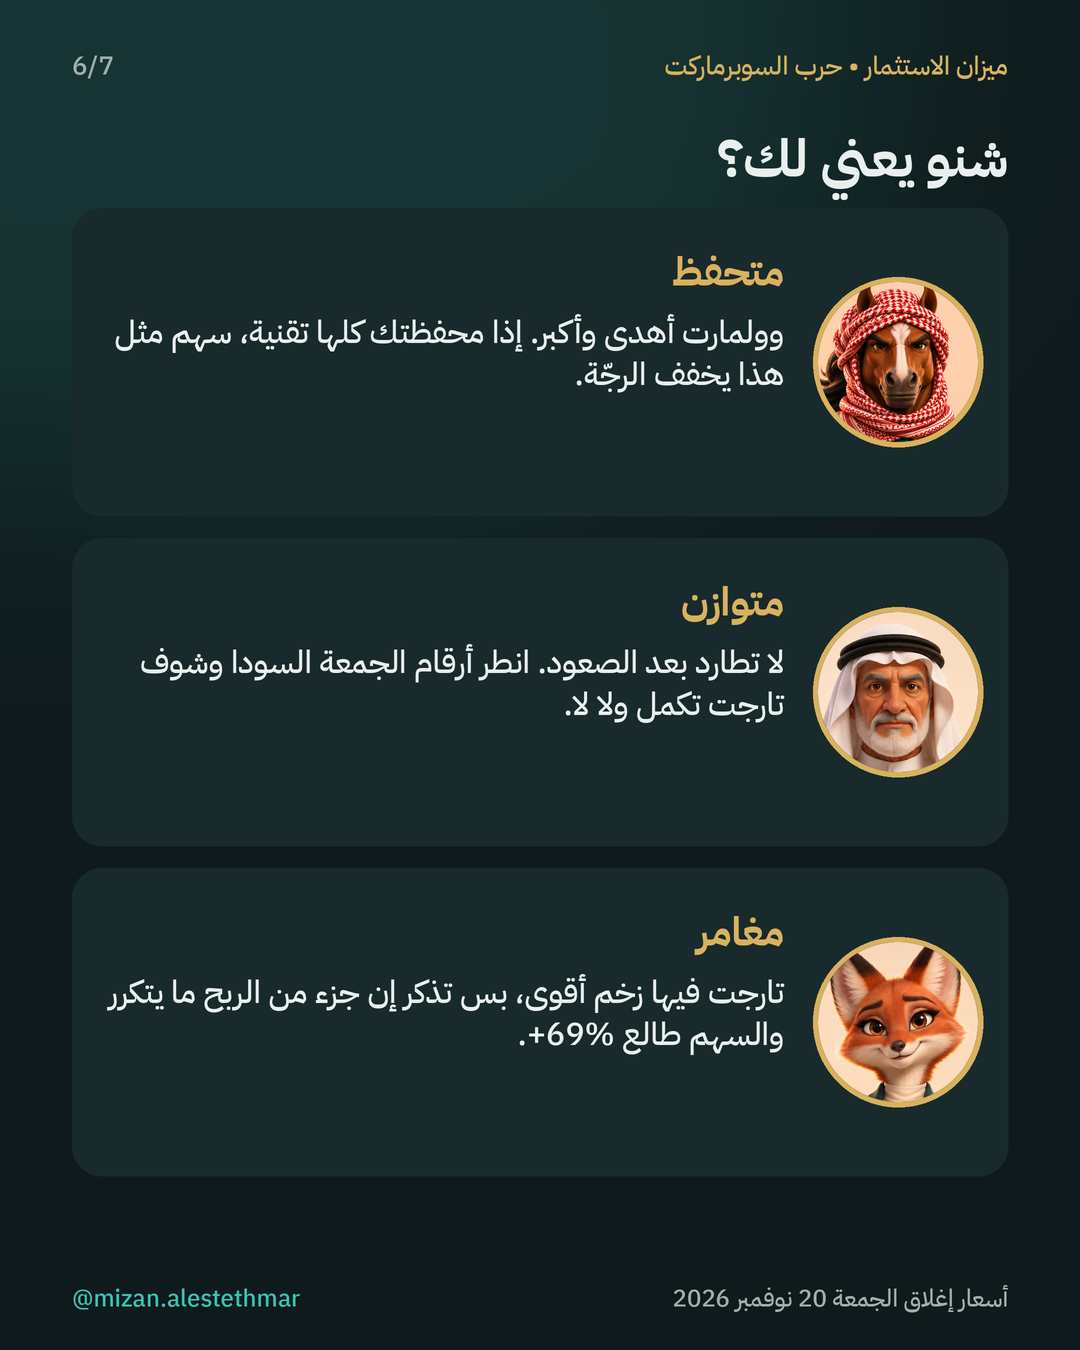 ميزان الاستثمار • حرب السوبرماركت
6/7
شنو يعني لك؟
متحفظ
وولمارت أهدى وأكبر. إذا محفظتك كلها تقنية، سهم مثل
هذا يخفف الرجّة.
متوازن
لا تطارد بعد الصعود. انطر أرقام الجمعة السودا وشوف
تارجت تكمل ولا لا.
مغامر
تارجت فيها زخم أقوى، بس تذكر إن جزء من الربح ما يتكرر
والسهم طالع 69%+.
أسعار إغلاق الجمعة 20 نوفمبر 2026
@mizan.alestethmar